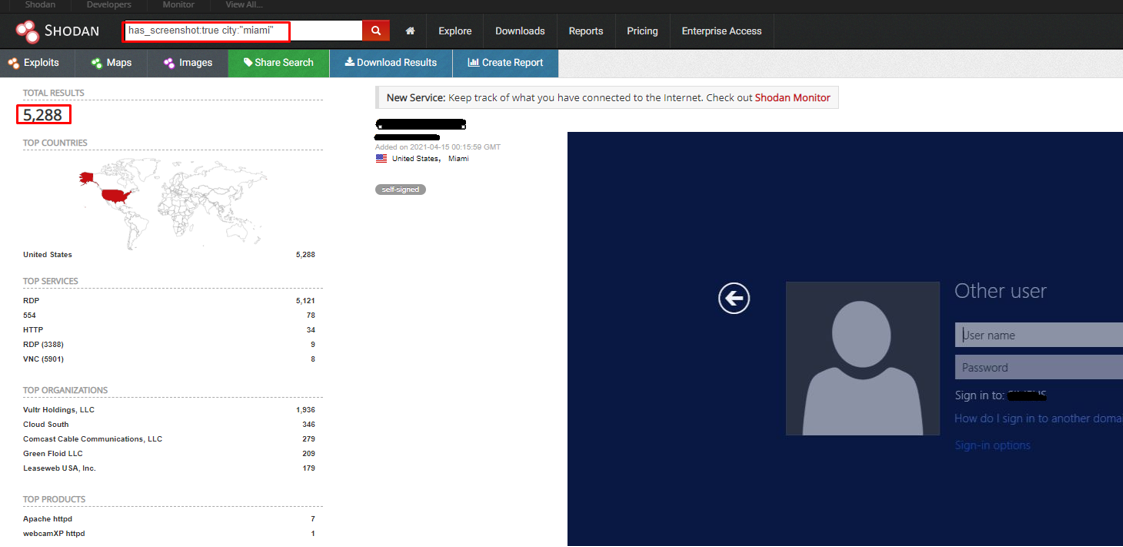 Shodan Developers Monitor View All...
SHODAN has_screenshot:true city:"miami" Explore Downloads Reports Pricing Enterprise Access
Exploits Maps Images Share Search Download Results Create Report
TOTAL RESULTS
5,288
TOP COUNTRIES
United States 5,288
TOP SERVICES
RDP 5,121
554 78
HTTP 34
RDP (3388) 9
VNC (5901) 8
TOP ORGANIZATIONS
Vultr Holdings, LLC 1,936
Cloud South 346
Comcast Cable Communications, LLC 279
Green Floid LLC 209
Leaseweb USA, Inc. 179
TOP PRODUCTS
Apache httpd 7
webcamXP httpd 1
New Service: Keep track of what you have connected to the Internet. Check out Shodan Monitor
Added on 2021-04-15 00:15:59 GMT
United States, Miami
self-signed
Other user
User name
Password
Sign in to:
How do I sign in to another doma
Sign-in options